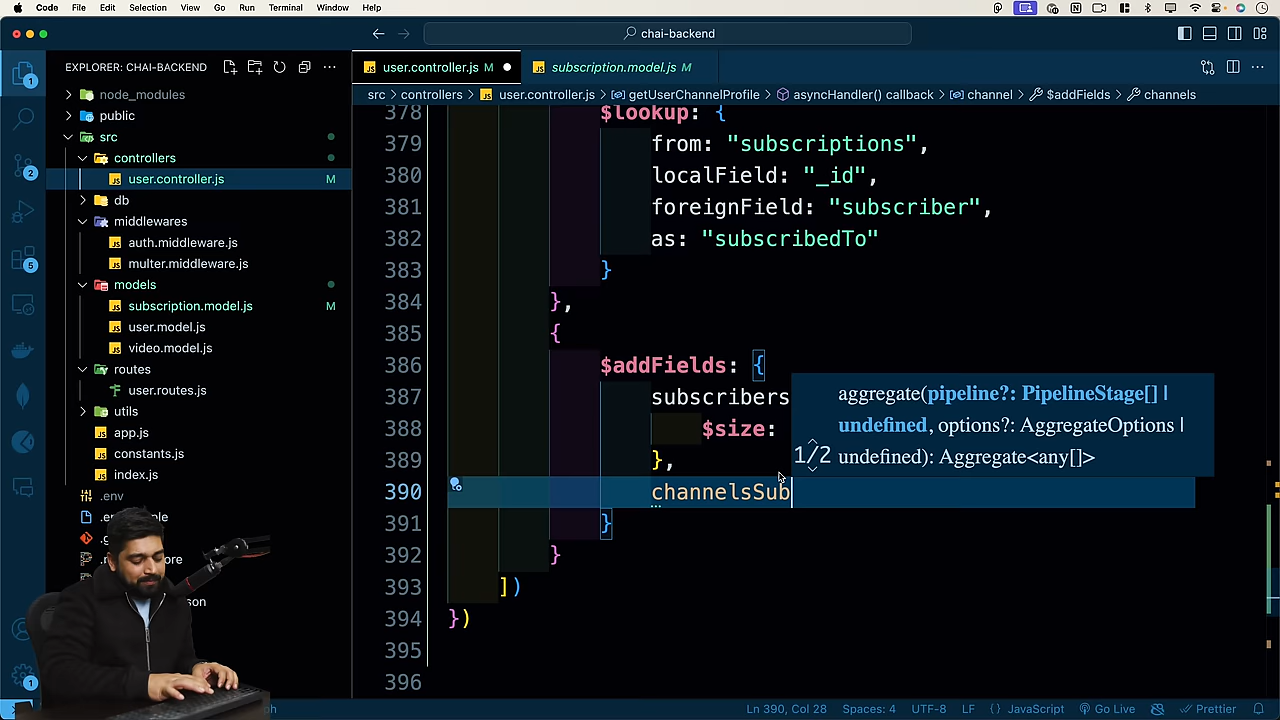 Code File Edit Selection View Go Run Terminal Window Help
chai-backend
EXPLORER: CHAI-BACKEND
user.controller.js M
subscription.model.js M
src > controllers > user.controller.js > getUserChannelProfile > asyncHandler() callback > channel > $addFields > channels
node_modules
public
src
controllers
user.controller.js M
db
middlewares
auth.middleware.js
multer.middleware.js
models
subscription.model.js M
user.model.js
video.model.js
routes
user.routes.js
utils
app.js
constants.js
index.js
.env
1
2
5
1
378 $lookup: {
379 from: "subscriptions",
380 localField: "_id",
381 foreignField: "subscriber",
382 as: "subscribedTo"
383 }
384 },
385 {
386 $addFields: {
387 subscribers
388 $size:
389 },
390 channelsSub
391 }
392 }
393 ])
394 })
395
396
aggregate(pipeline?: PipelineStage[] |
undefined, options?: AggregateOptions |
1/2 undefined): Aggregate<any[]>
Ln 390, Col 28 Spaces: 4 UTF-8 LF {} JavaScript Go Live Prettier